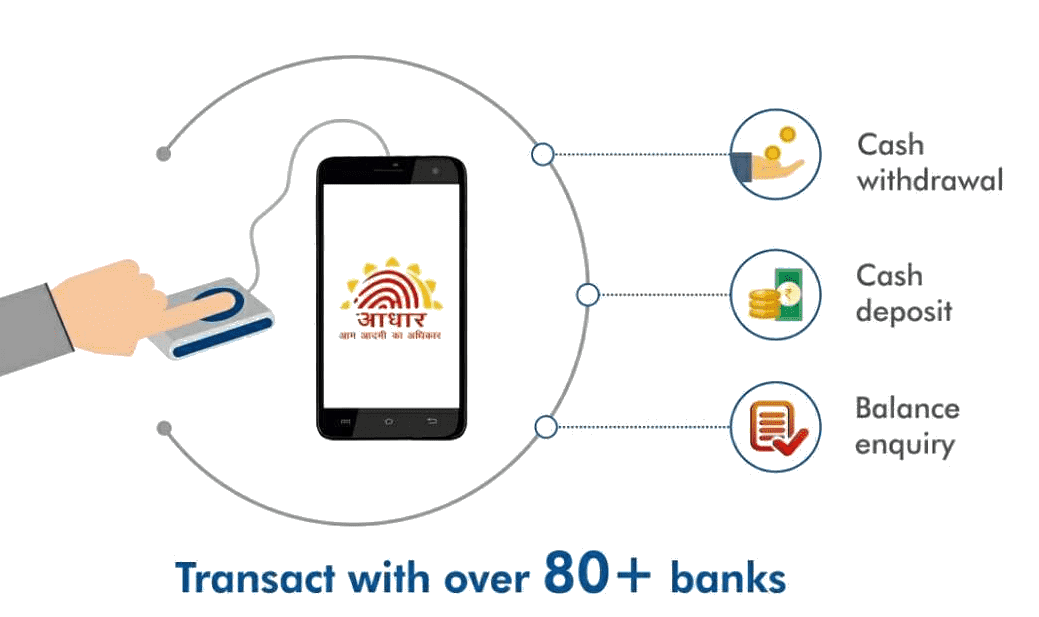 आधार
आम आदमी का अधिकार
Cash
withdrawal
₹
Cash
deposit
Balance
enquiry
Transact with over 80+ banks